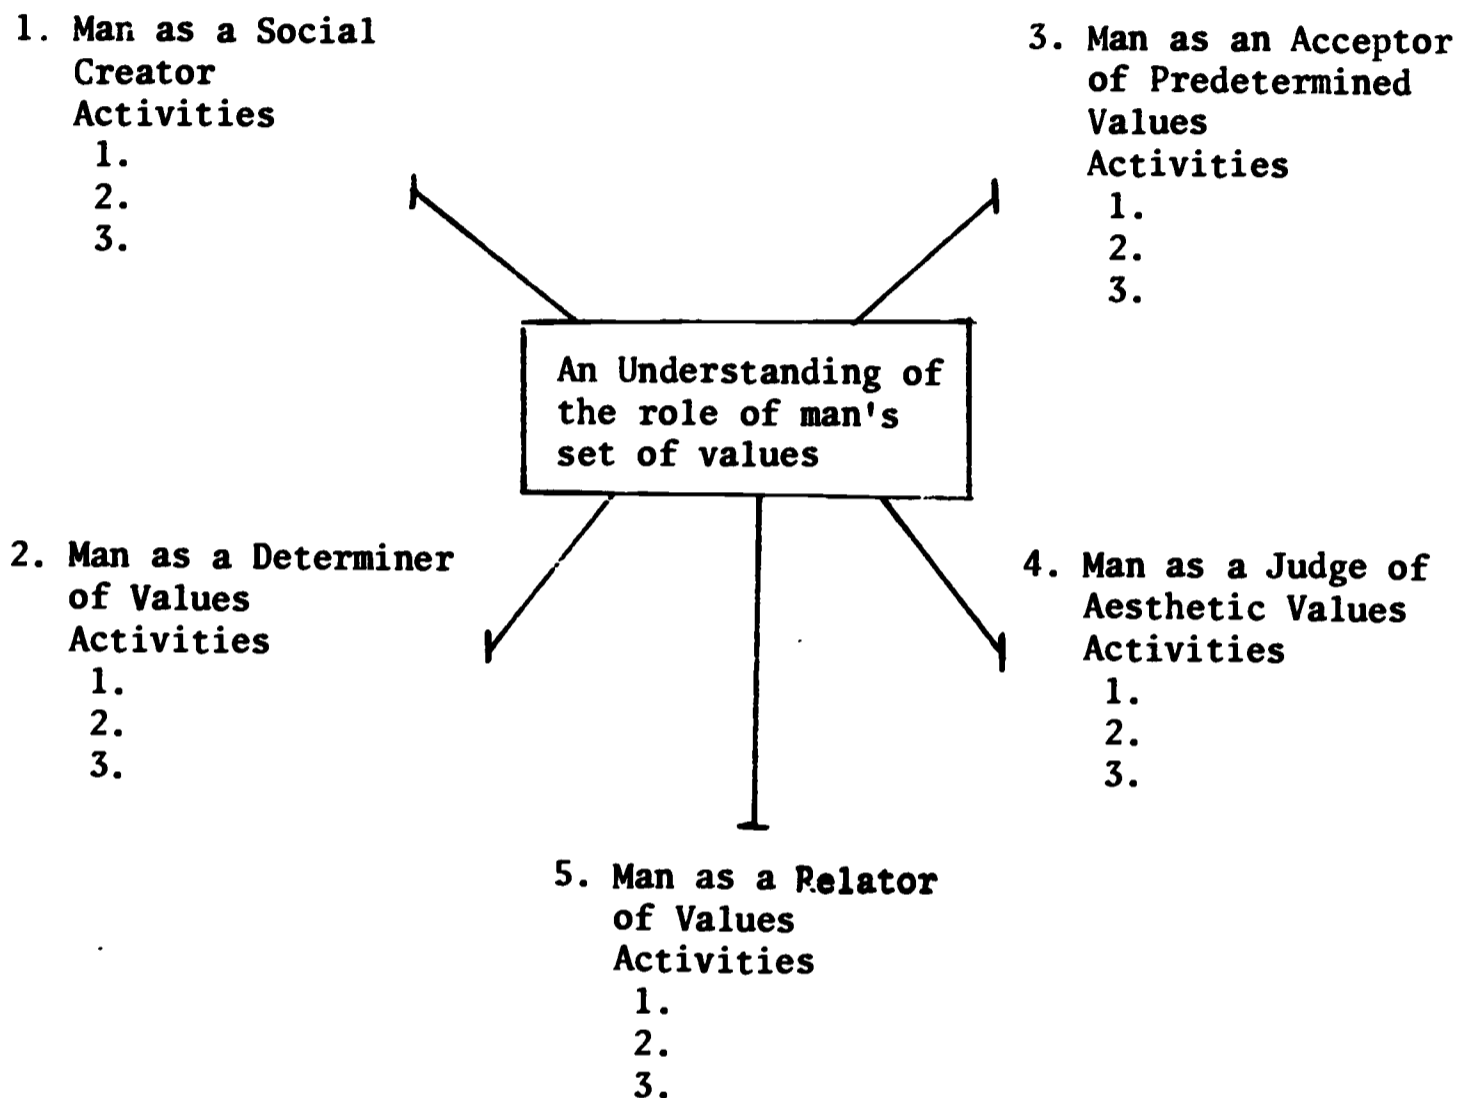 1. Man as a Social
Creator
Activities
1.
2.
3.
3. Man as an Acceptor
of Predetermined
Values
Activities
1.
2.
3.
An Understanding of
the role of man's
set of values
2. Man as a Determiner
of Values
Activities
1.
2.
3.
4. Man as a Judge of
Aesthetic Values
Activities
1.
2.
3.
5. Man as a Relator
of Values
Activities
1.
2.
3.